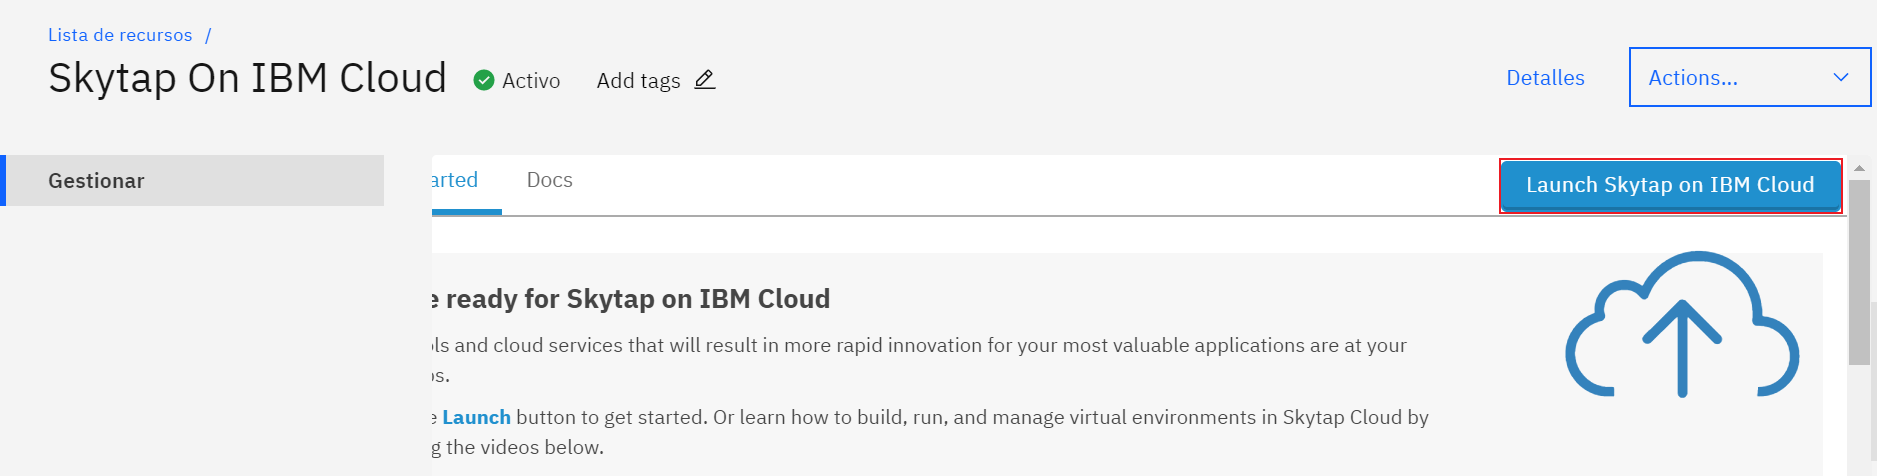 Lista de recursos /
Skytap On IBM Cloud
Activo
Add tags
Detalles
Actions...
Gestionar
arted
Docs
Launch Skytap on IBM Cloud
e ready for Skytap on IBM Cloud
ls and cloud services that will result in more rapid innovation for your most valuable applications are at your
s.
e Launch button to get started. Or learn how to build, run, and manage virtual environments in Skytap Cloud by
g the videos below.